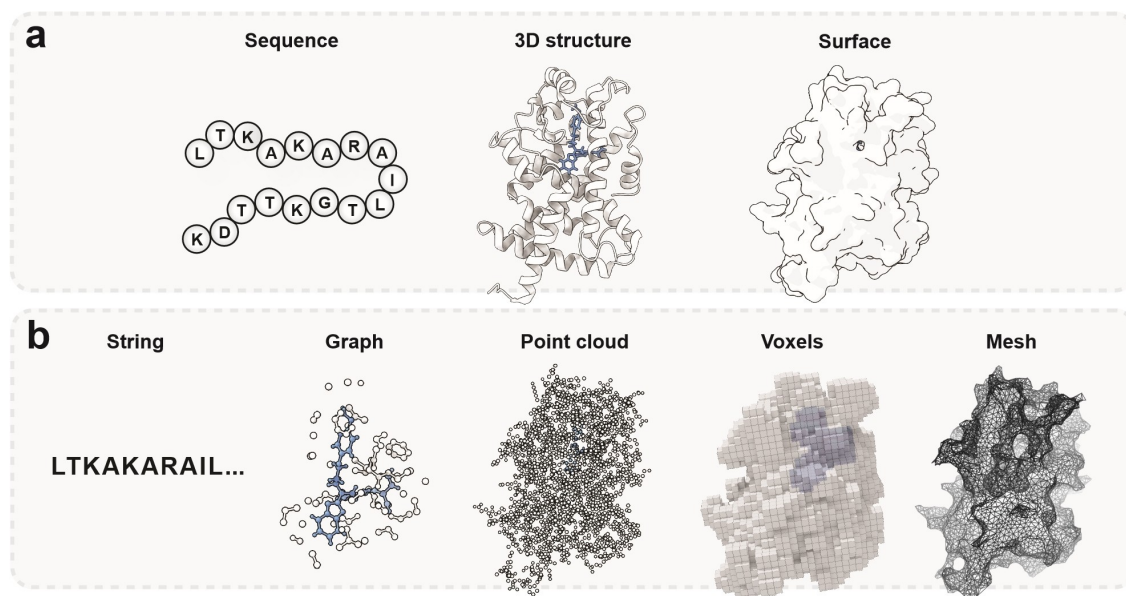 a
Sequence 3D structure Surface
L T K A K A R A I L T G K T T D K
b
String Graph Point cloud Voxels Mesh
LTKAKARAIL...